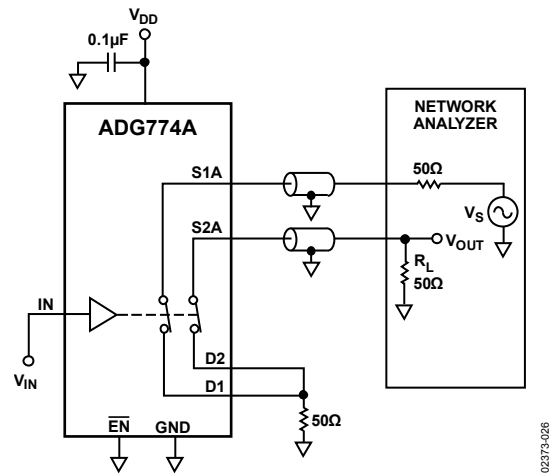 VDD
0.1µF
ADG774A
NETWORK
ANALYZER
S1A
50Ω
VS
S2A
VOUT
RL
50Ω
IN
VIN
D2
D1
50Ω
EN
GND
02373-026